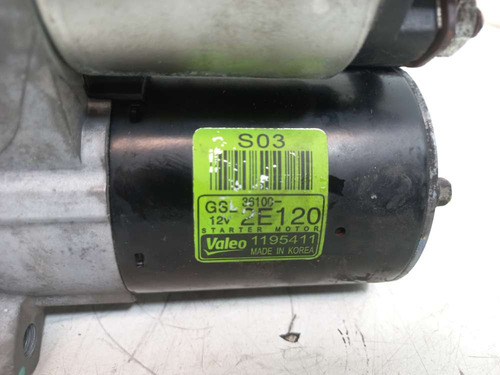 S03
GSL 36100-
12V 2E120
STARTER MOTOR
Valeo 1195411
MADE IN KOREA